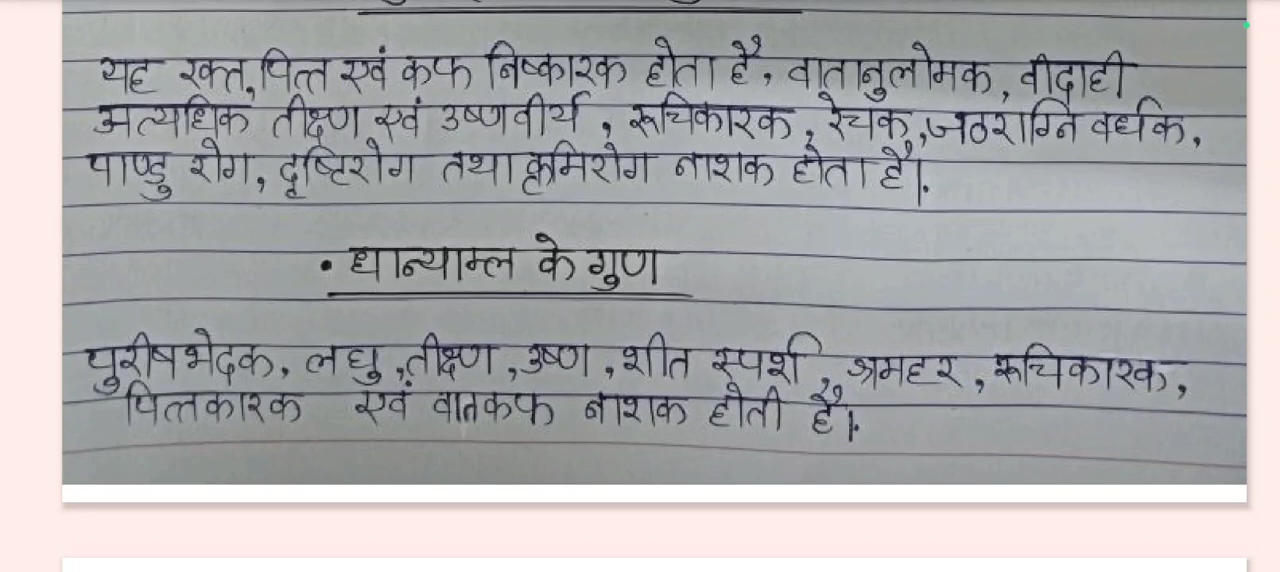 यह रक्त, पित्त एवं कफ निष्कारक होता है, वातानुलोमक, वीदाही
अत्यधिक तीक्ष्ण एवं उष्णवीर्य, रूचिकारक, रेचक, जठराग्नि वर्धक,
पाण्डु रोग, दृष्टिरोग तथा क्रमिरोग नाशक होता है।.
• धान्याम्ल के गुण
पुरीषभेदक, लघु, तीक्ष्ण, उष्ण, शीत स्पर्श, श्रमहर, रूचिकारक,
पित्तकारक एवं वातकफ नाशक होती है।.